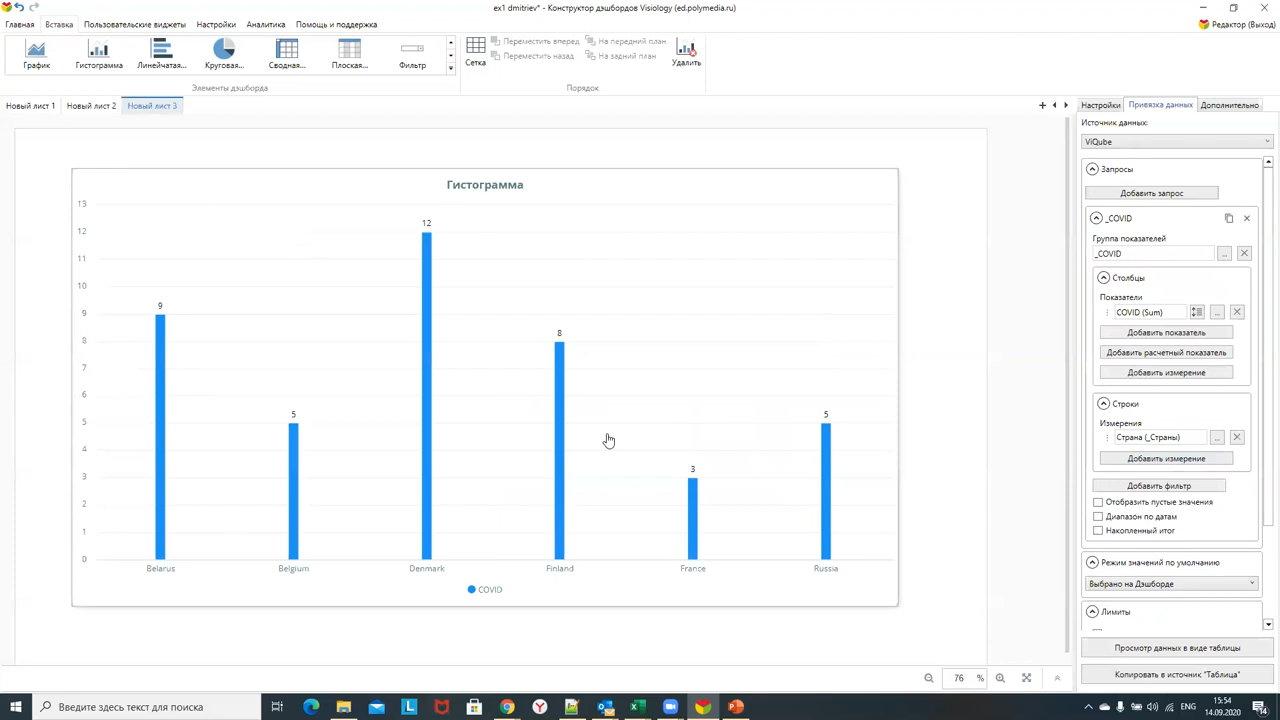 ex1 dmitriev* - Конструктор дэшбордов Visiology (ed.polymedia.ru)
Главная Вставка Пользовательские виджеты Настройки Аналитика Помощь и поддержка
Редактор (Выход)
График Гистограмма Линейчатая... Круговая... Сводная... Плоская... Фильтр
Сетка
Переместить вперед На передний план
Переместить назад На задний план
Удалить
Элементы дэшборда
Порядок
Новый лист 1 Новый лист 2 Новый лист 3
Гистограмма
13
12
11
10
9
8
7
6
5
4
3
2
1
0
9
5
12
8
3
5
Belarus Belgium Denmark Finland France Russia
COVID
Настройки Привязка данных Дополнительно
Источник данных:
ViQube
Запросы
Добавить запрос
_COVID
Группа показателей
_COVID ...
Столбцы
Показатели
COVID (Sum) ...
Добавить показатель
Добавить расчетный показатель
Добавить измерение
Строки
Измерения
Страна (_Страны) ...
Добавить измерение
Добавить фильтр
Отобразить пустые значения
Диапазон по датам
Накопленный итог
Режим значений по умолчанию
Выбрано на Дэшборде
Лимиты
Просмотр данных в виде таблицы
Копировать в источник "Таблица"
76 %
Введите здесь текст для поиска
ENG
15:54
14.09.2020
14